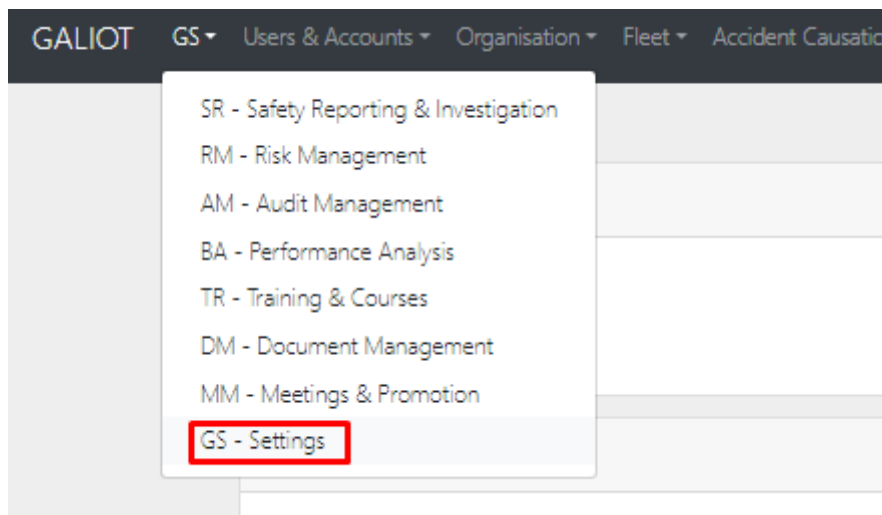 GALIOT GS Users & Accounts Organisation Fleet Accident
SR - Safety Reporting & Investigation
RM - Risk Management
AM - Audit Management
BA - Performance Analysis
TR - Training & Courses
DM - Document Management
MM - Meetings & Promotion
GS - Settings